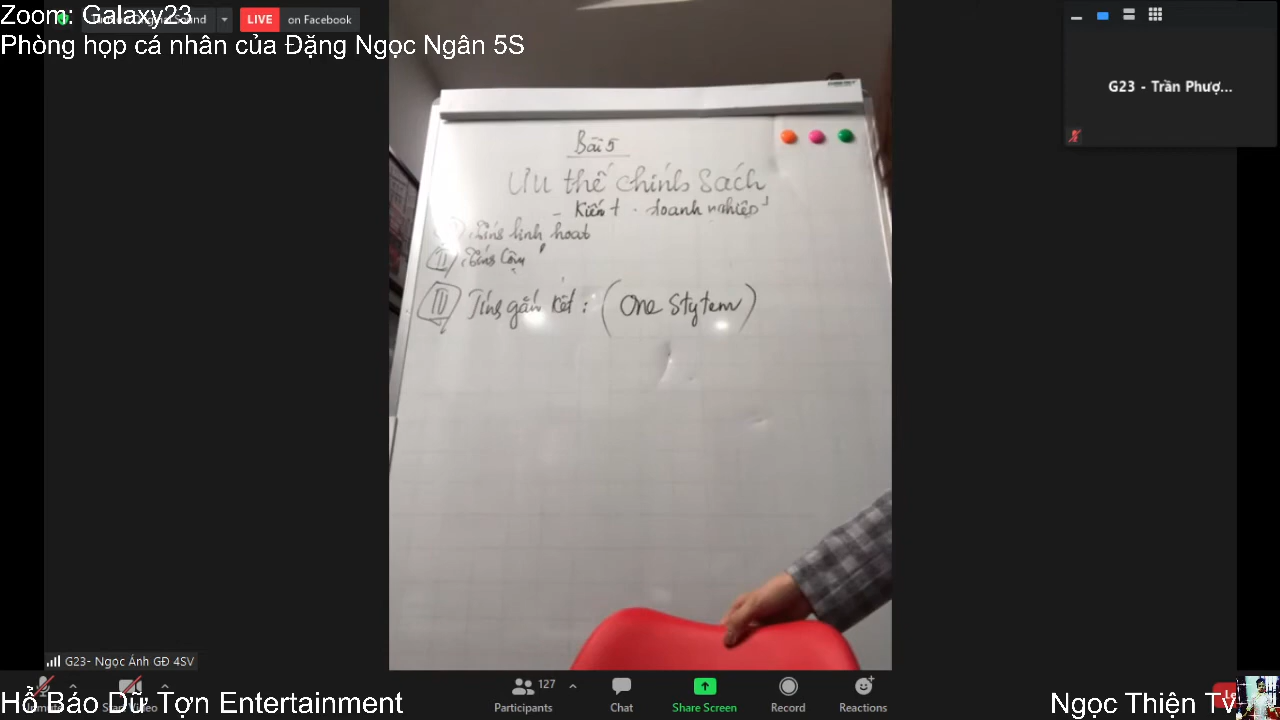 Zoom: Galaxy23
LIVE on Facebook
Phòng họp cá nhân của Đặng Ngọc Ngân 5S
G23 - Trần Phượ...
Bài 5
Ưu thế chính Sách
- Kiến t doanh nghiệp
linh hoạt
Tính gắn kết : (One Stytem)
G23- Ngọc Ánh GĐ 4SV
Hổ Báo Dữ Tợn Entertainment
127
Participants
Chat
Share Screen
Record
Reactions
Ngọc Thiện Tv